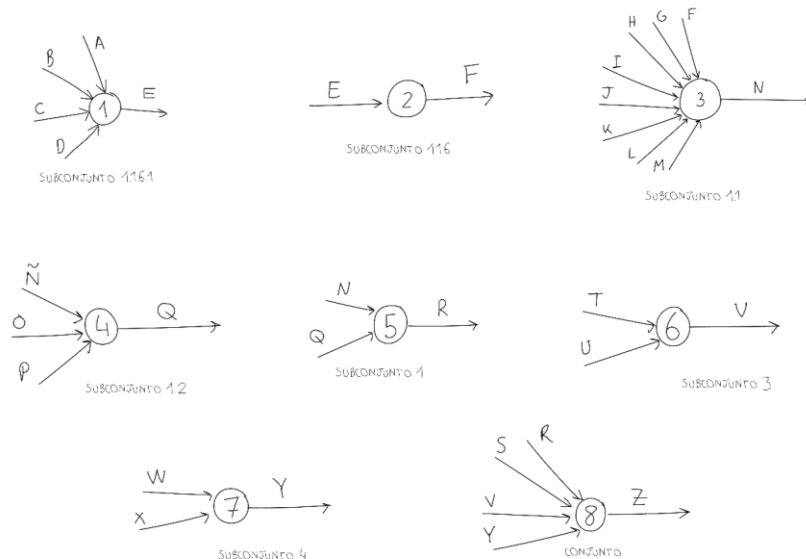 A
B
C
D
1
E
SUBCONJUNTO 1.1.6.1
E
2
F
SUBCONJUNTO 1.1.6
F
G
H
I
J
K
L
M
3
N
SUBCONJUNTO 1.1
Ñ
O
P
4
Q
SUBCONJUNTO 1.2
N
Q
5
R
SUBCONJUNTO 1
T
U
6
V
SUBCONJUNTO 3
W
X
7
Y
SUBCONJUNTO 4
R
S
V
Y
8
Z
CONJUNTO